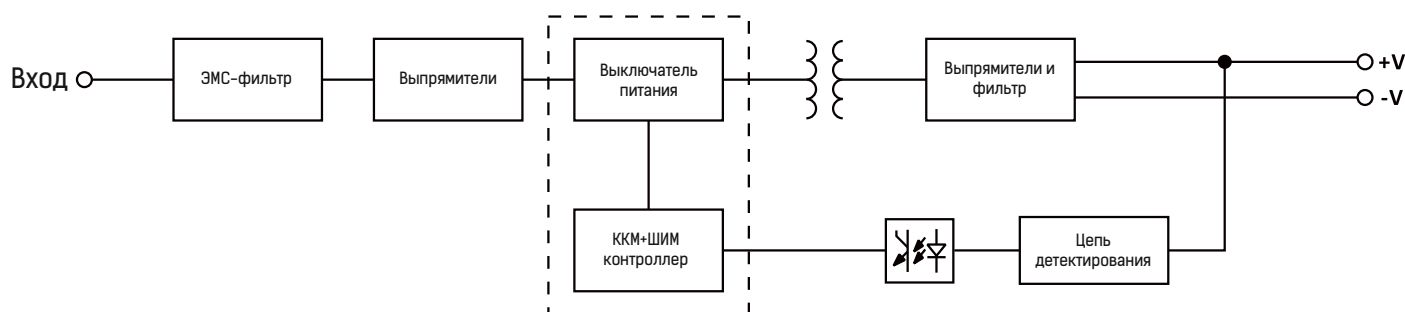 Вход
ЭМС-фильтр
Выпрямители
Выключатель
питания
Выпрямители и
фильтр
+V
-V
ККМ+ШИМ
контроллер
Цепь
детектирования